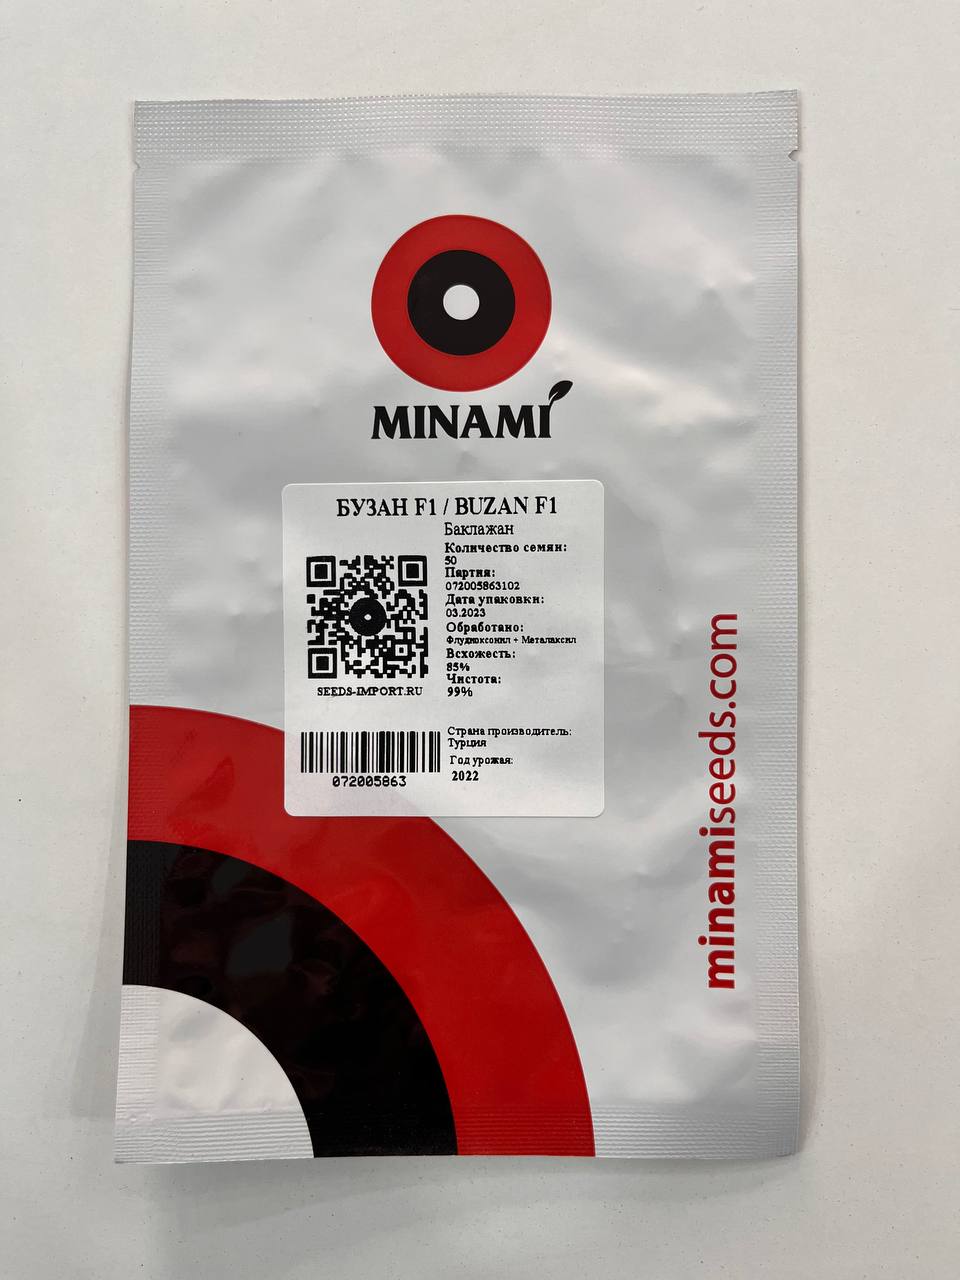 MINAMI
БУЗАН F1 / BUZAN F1
Баклажан
Количество семян:
50
Партия:
072005863102
Дата упаковки:
03.2023
Обработано:
Флудиоксонил + Металаксил
Всхожесть:
85%
Чистота:
99%
SEEDS-IMPORT.RU
Страна производитель:
Турция
Год урожая:
2022
072005863
minamiseeds.com